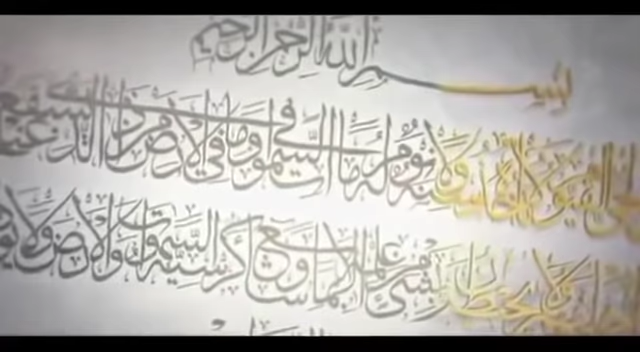 بسم الله الرحمن الرحيم
القيوم لا تأخذه سنة ولا نوم له ما في السموات وما في الأرض من ذا الذي يشفع
ولا يحيطون بشئ من علمه إلا بما شاء وسع كرسيه السموات والأرض ولا